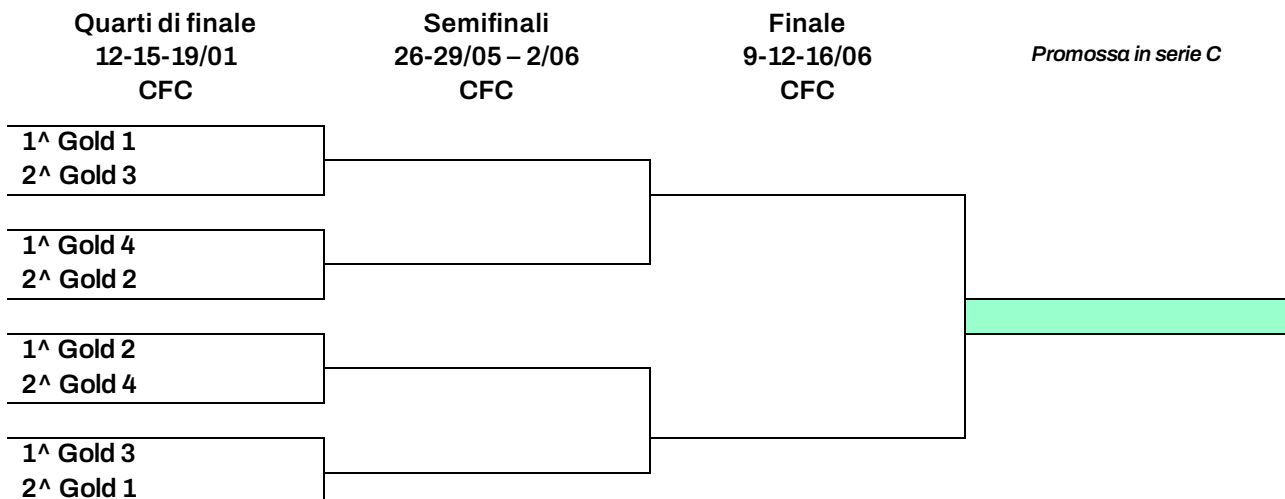 Quarti di finale
12-15-19/01
CFC
Semifinali
26-29/05 – 2/06
CFC
Finale
9-12-16/06
CFC
Promossa in serie C
1^ Gold 1
2^ Gold 3
1^ Gold 4
2^ Gold 2
1^ Gold 2
2^ Gold 4
1^ Gold 3
2^ Gold 1